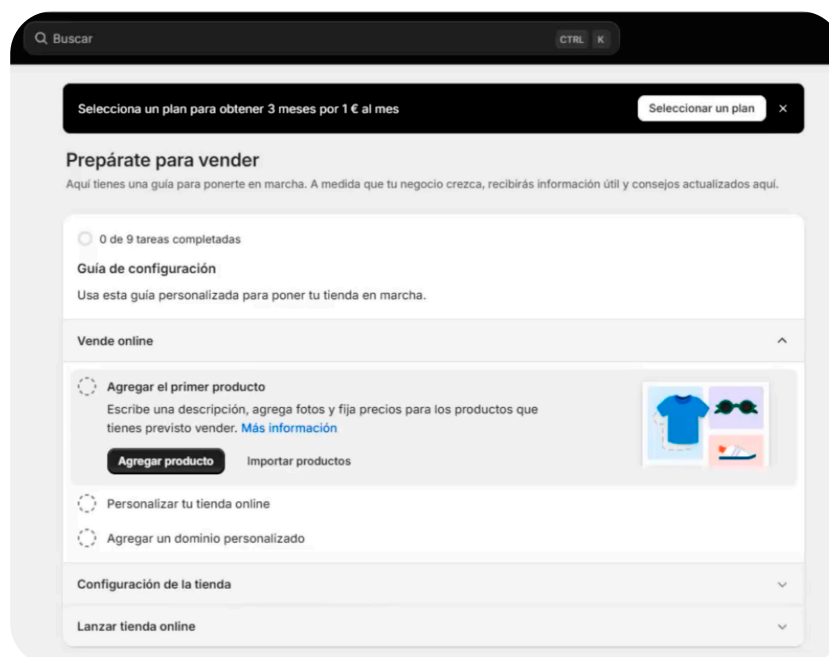 Buscar
CTRL K
Selecciona un plan para obtener 3 meses por 1 € al mes
Seleccionar un plan
Prepárate para vender
Aquí tienes una guía para ponerte en marcha. A medida que tu negocio crezca, recibirás información útil y consejos actualizados aquí.
0 de 9 tareas completadas
Guía de configuración
Usa esta guía personalizada para poner tu tienda en marcha.
Vende online
Agregar el primer producto
Escribe una descripción, agrega fotos y fija precios para los productos que
tienes previsto vender. Más información
Agregar producto
Importar productos
Personalizar tu tienda online
Agregar un dominio personalizado
Configuración de la tienda
Lanzar tienda online